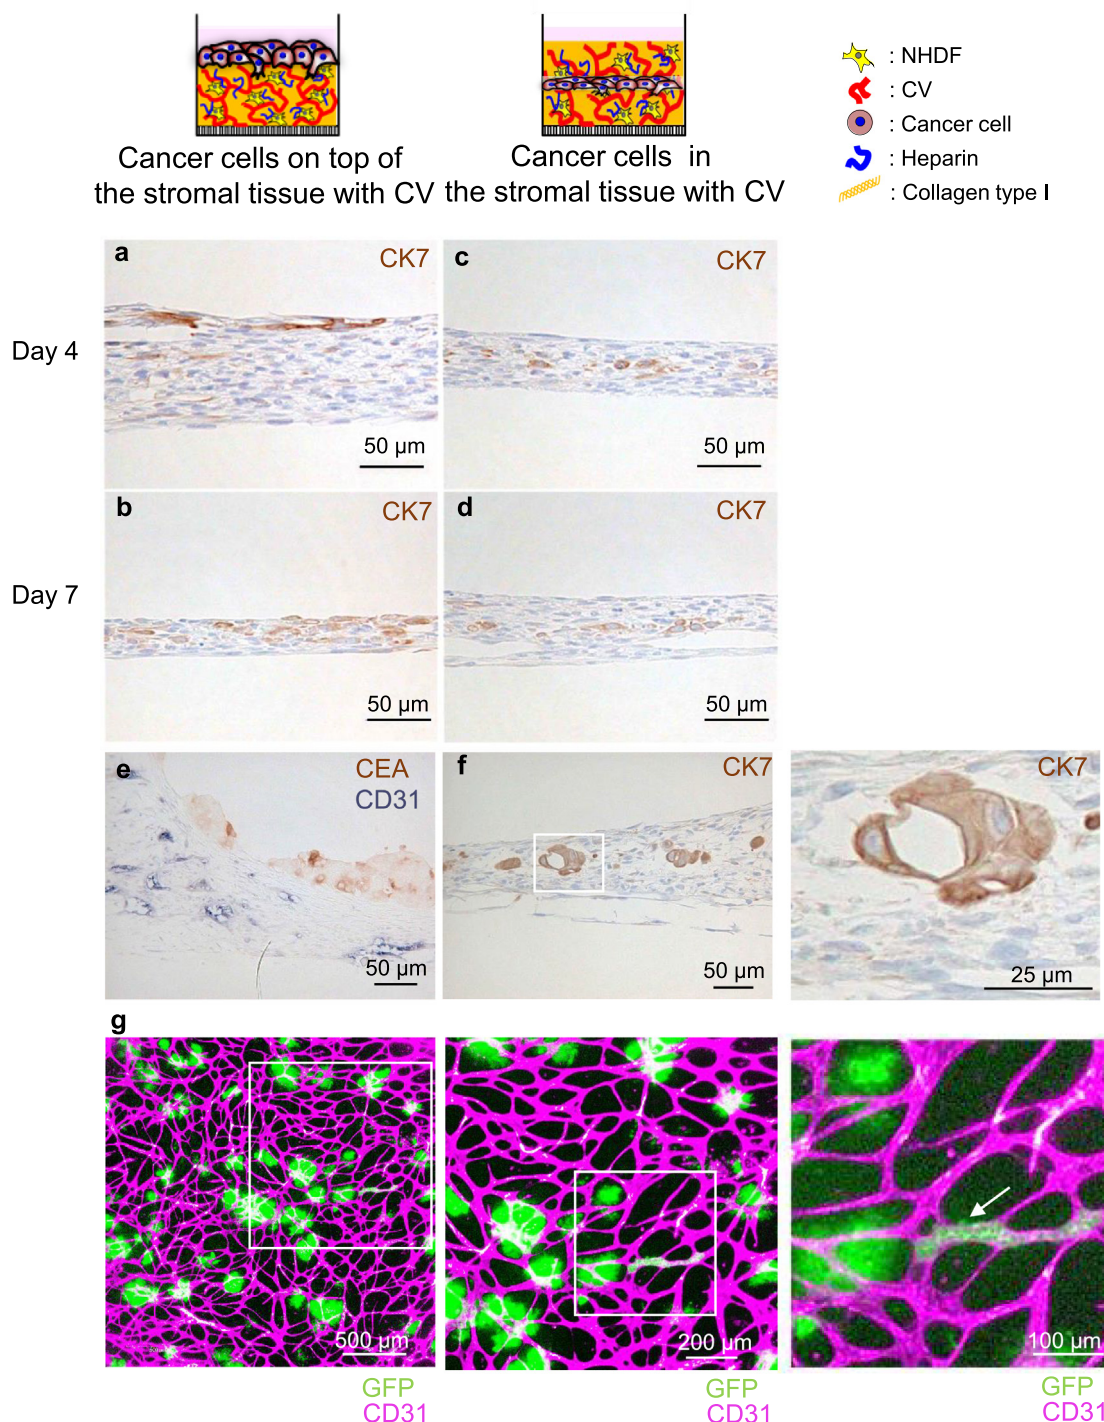 : NHDF
: CV
: Cancer cell
: Heparin
: Collagen type I
Cancer cells on top of
the stromal tissue with CV
Cancer cells in
the stromal tissue with CV
a
CK7
c
CK7
Day 4
50 µm
50 µm
b
CK7
d
CK7
Day 7
50 µm
50 µm
e
CEA
CD31
f
CK7
CK7
50 µm
50 µm
25 µm
g
500 µm
200 µm
100 µm
GFP
CD31
GFP
CD31
GFP
CD31